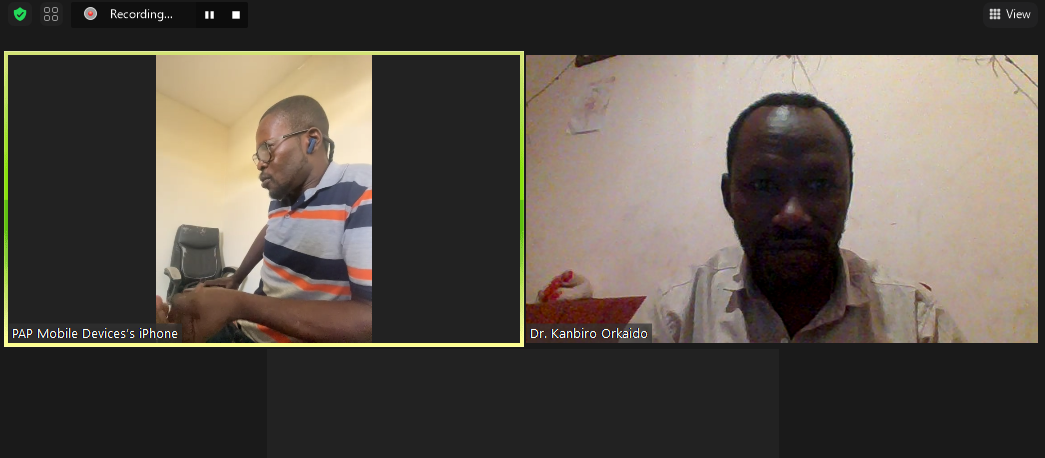 Recording...
View
PAP Mobile Devices's iPhone
Dr. Kanbiro Orkaido